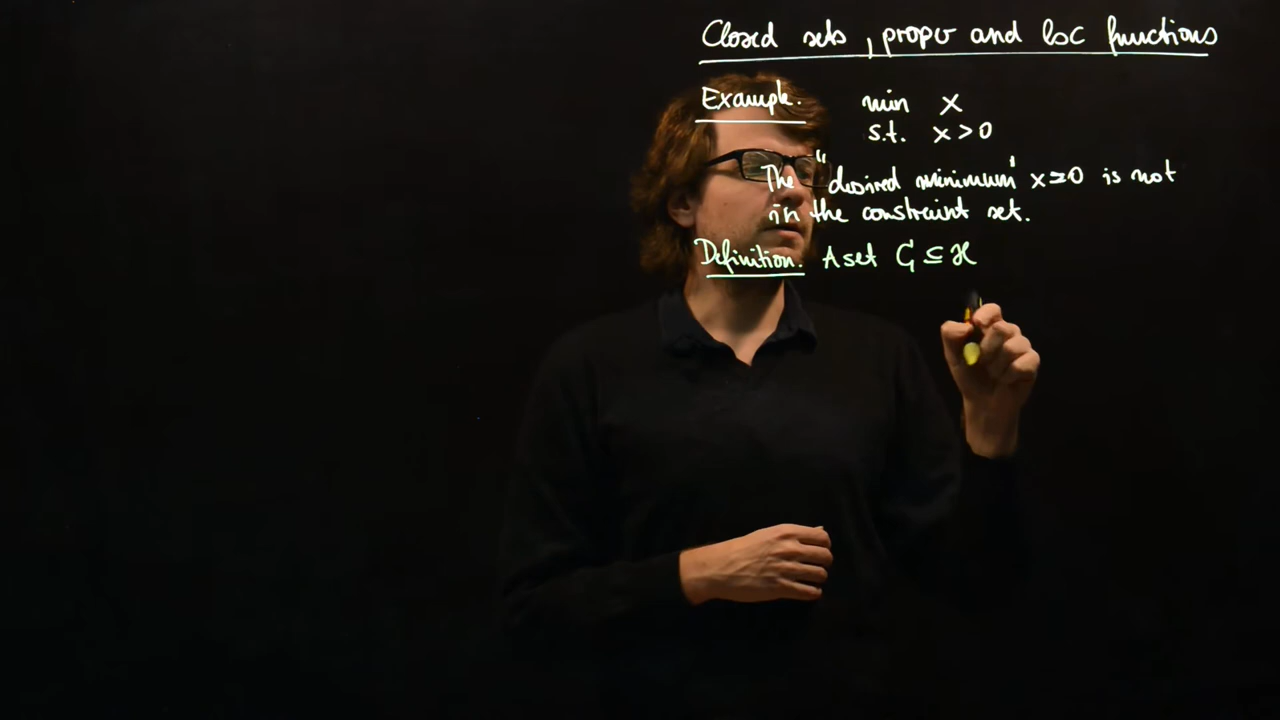 Closed sets, proper and lsc functions
Example. min x
s.t. x > 0
The "desired minimum" x=0 is not
in the constraint set.
Definition. A set C ⊆ ℋ